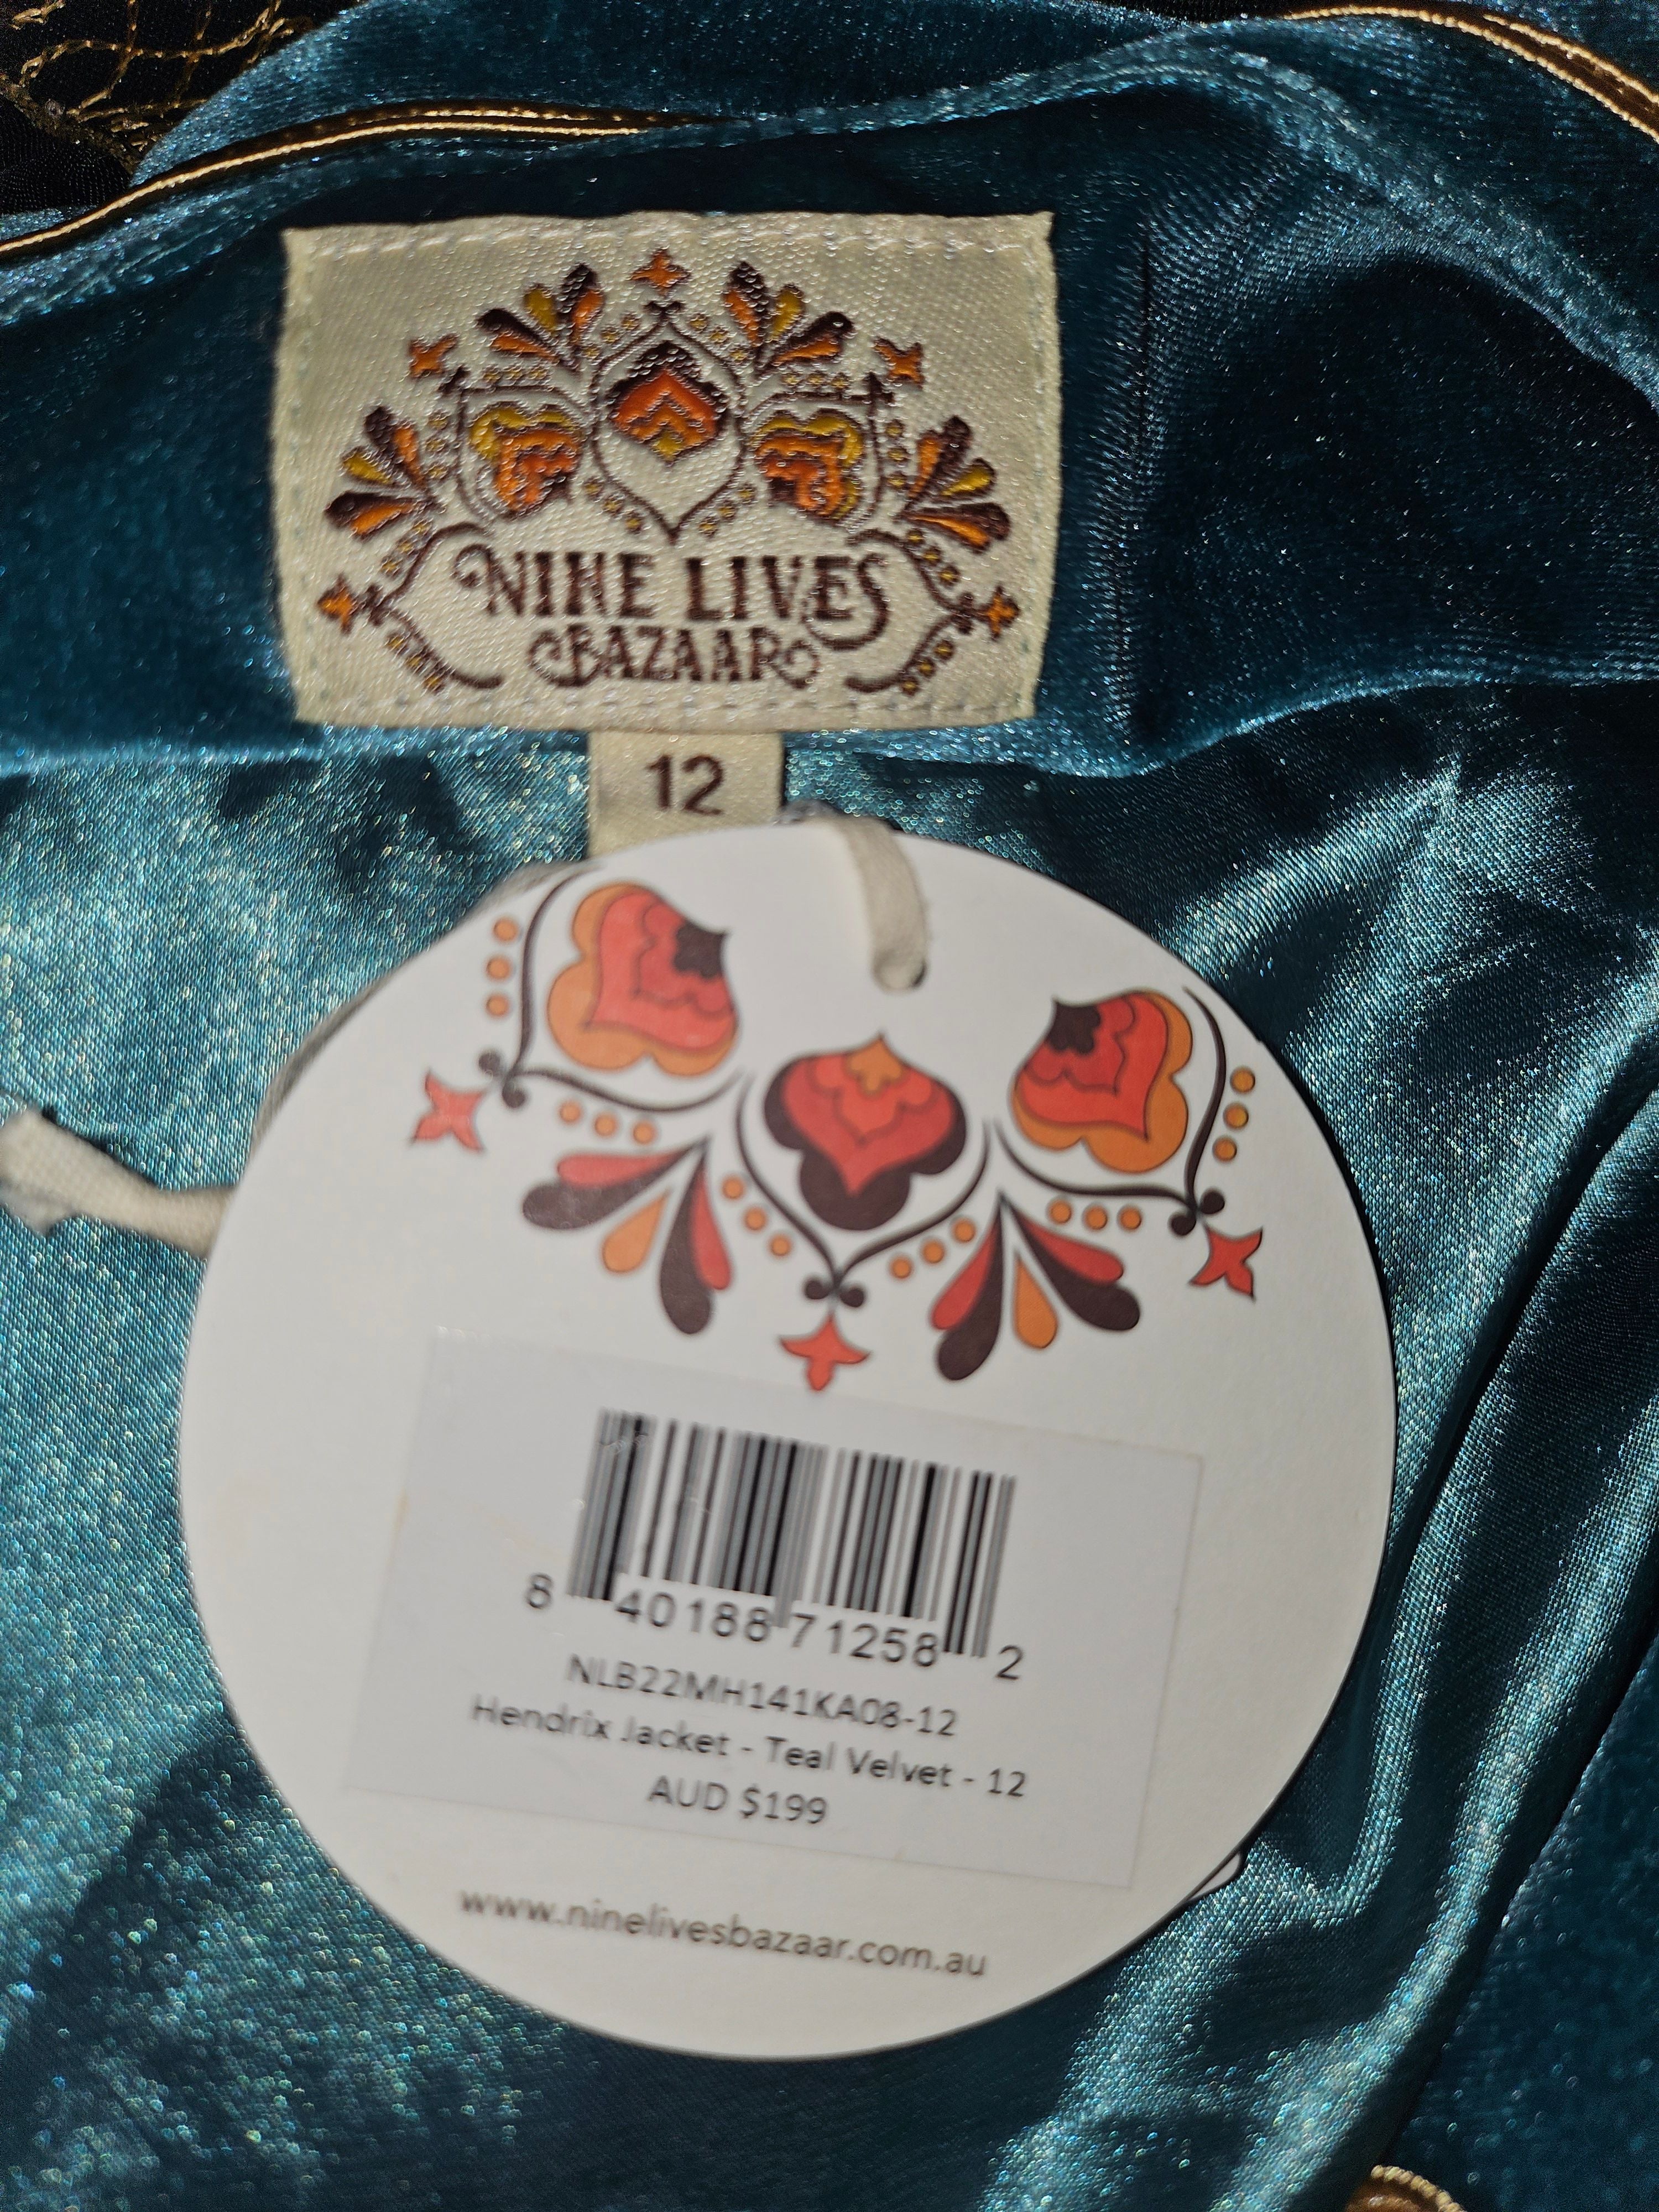 NINE LIVES
BAZAAR
12
8 40188 71258 2
NLB22MH141KA08-12
Hendrix Jacket - Teal Velvet - 12
AUD $199
www.ninelivesbazaar.com.au